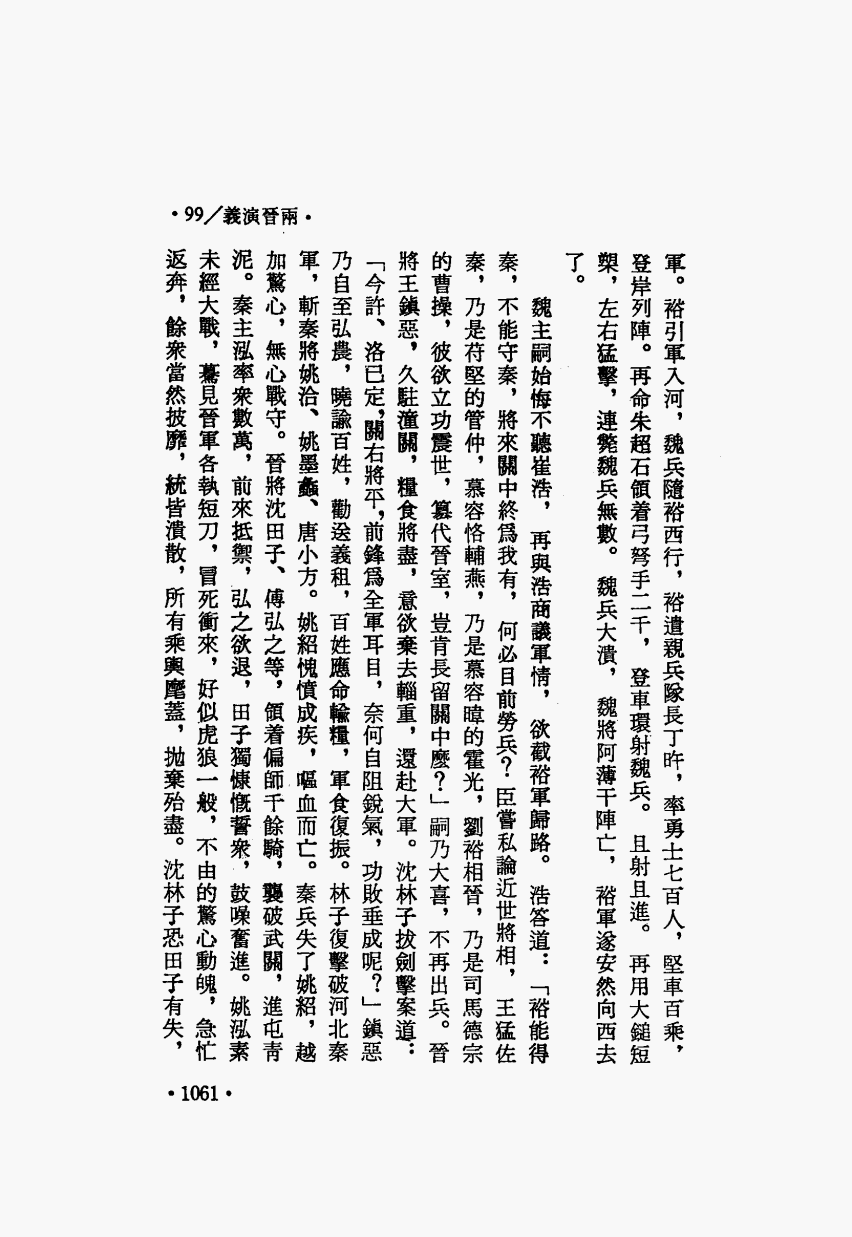 ·99／義演晉兩·
軍。裕引軍入河，魏兵隨裕西行，裕遣親兵隊長丁旿，率勇士七百人，堅車百乘，
登岸列陣。再命朱超石領着弓弩手二千，登車環射魏兵。且射且進。再用大鎚短
槊，左右猛擊，連斃魏兵無數。魏兵大潰，魏將阿薄干陣亡，裕軍遂安然向西去
了。
魏主嗣始悔不聽崔浩，再與浩商議軍情，欲截裕軍歸路。浩答道：「裕能得
秦，不能守秦，將來關中終爲我有，何必目前勞兵？臣嘗私論近世將相，王猛佐
秦，乃是苻堅的管仲，慕容恪輔燕，乃是慕容暐的霍光，劉裕相晉，乃是司馬德宗
的曹操，彼欲立功震世，篡代晉室，豈肯長留關中麼？」嗣乃大喜，不再出兵。晉
將王鎮惡，久駐潼關，糧食將盡，意欲棄去輜重，還赴大軍。沈林子拔劍擊案道：
「今許、洛已定，關右將平，前鋒爲全軍耳目，奈何自阻銳氣，功敗垂成呢？」鎮惡
乃自至弘農，曉諭百姓，勸送義租，百姓應命輸糧，軍食復振。林子復擊破河北秦
軍，斬秦將姚洽、姚墨蠡、唐小方。姚紹愧憤成疾，嘔血而亡。秦兵失了姚紹，越
加驚心，無心戰守。晉將沈田子、傅弘之等，領着偏師千餘騎，襲破武關，進屯青
泥。秦主泓率衆數萬，前來抵禦，弘之欲退，田子獨慷慨誓衆，鼓噪奮進。姚泓素
未經大戰，驀見晉軍各執短刀，冒死衝來，好似虎狼一般，不由的驚心動魄，急忙
返奔，餘衆當然披靡，統皆潰散，所有乘輿麾蓋，拋棄殆盡。沈林子恐田子有失，
·1061·